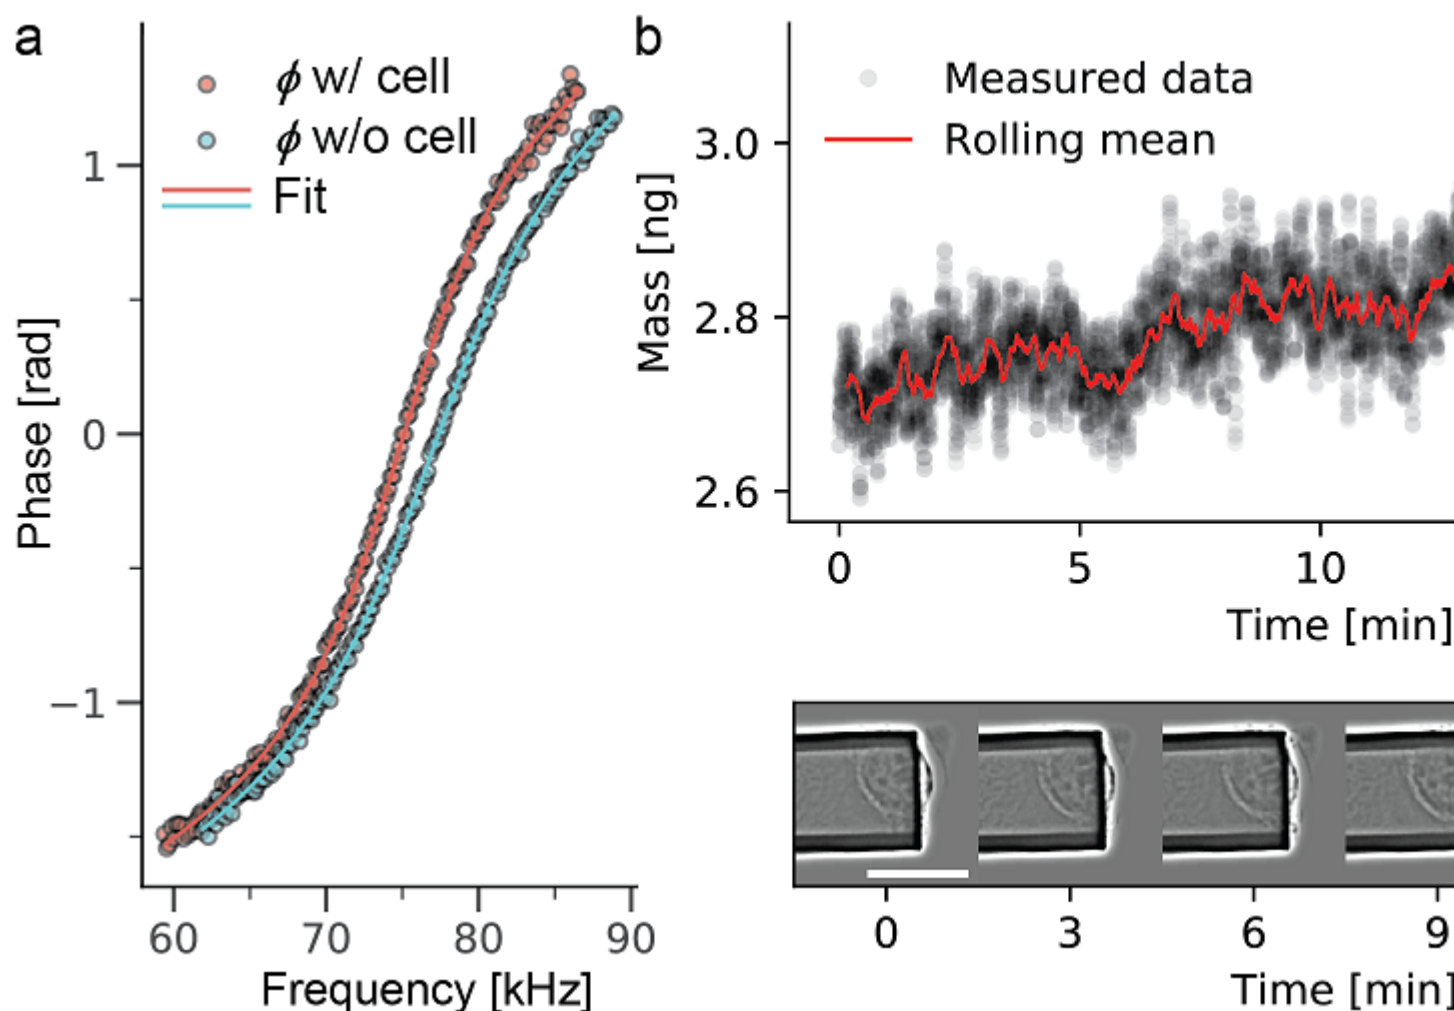 a
ϕ w/ cell
ϕ w/o cell
Fit
1
0
−1
Phase [rad]
60 70 80 90
Frequency [kHz]
b
Measured data
Rolling mean
3.0
2.8
2.6
Mass [ng]
0 5 10
Time [min]
0 3 6 9
Time [min]